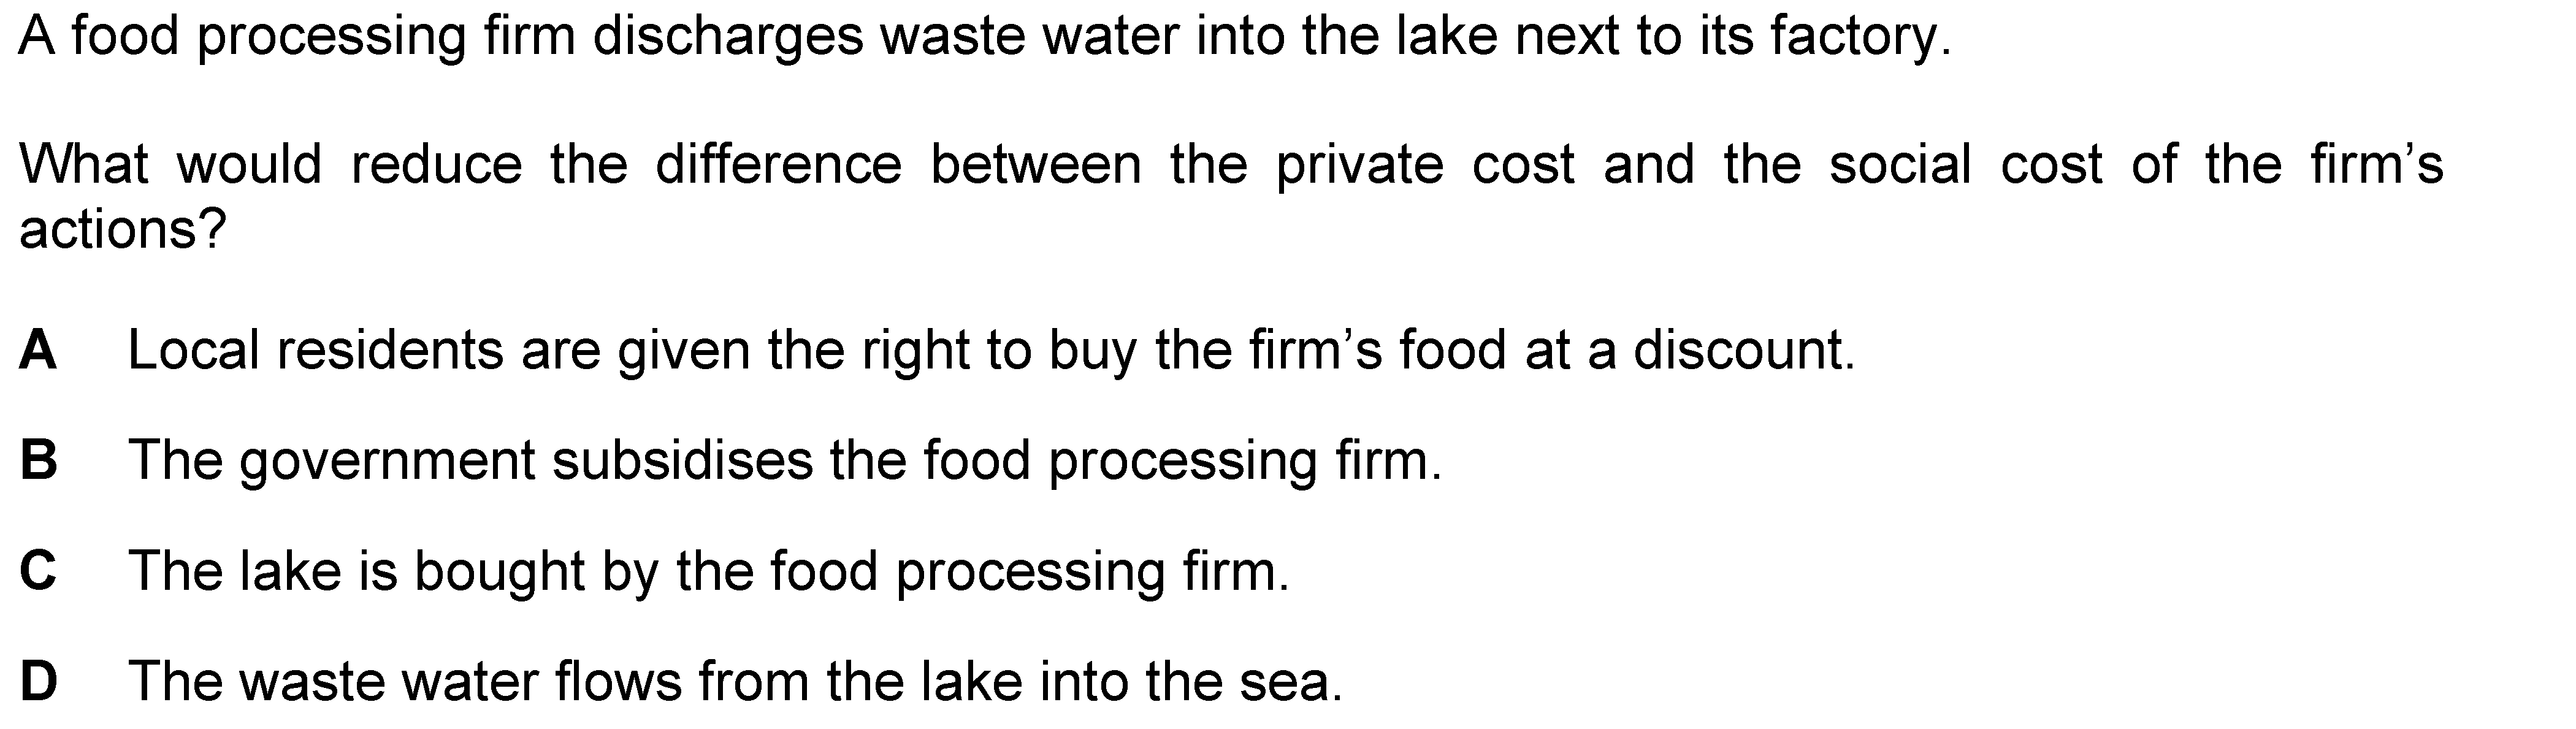 A food processing firm discharges waste water into the lake next to its factory.
What would reduce the difference between the private cost and the social cost of the firm’s
actions?
A Local residents are given the right to buy the firm’s food at a discount.
B The government subsidises the food processing firm.
C The lake is bought by the food processing firm.
D The waste water flows from the lake into the sea.